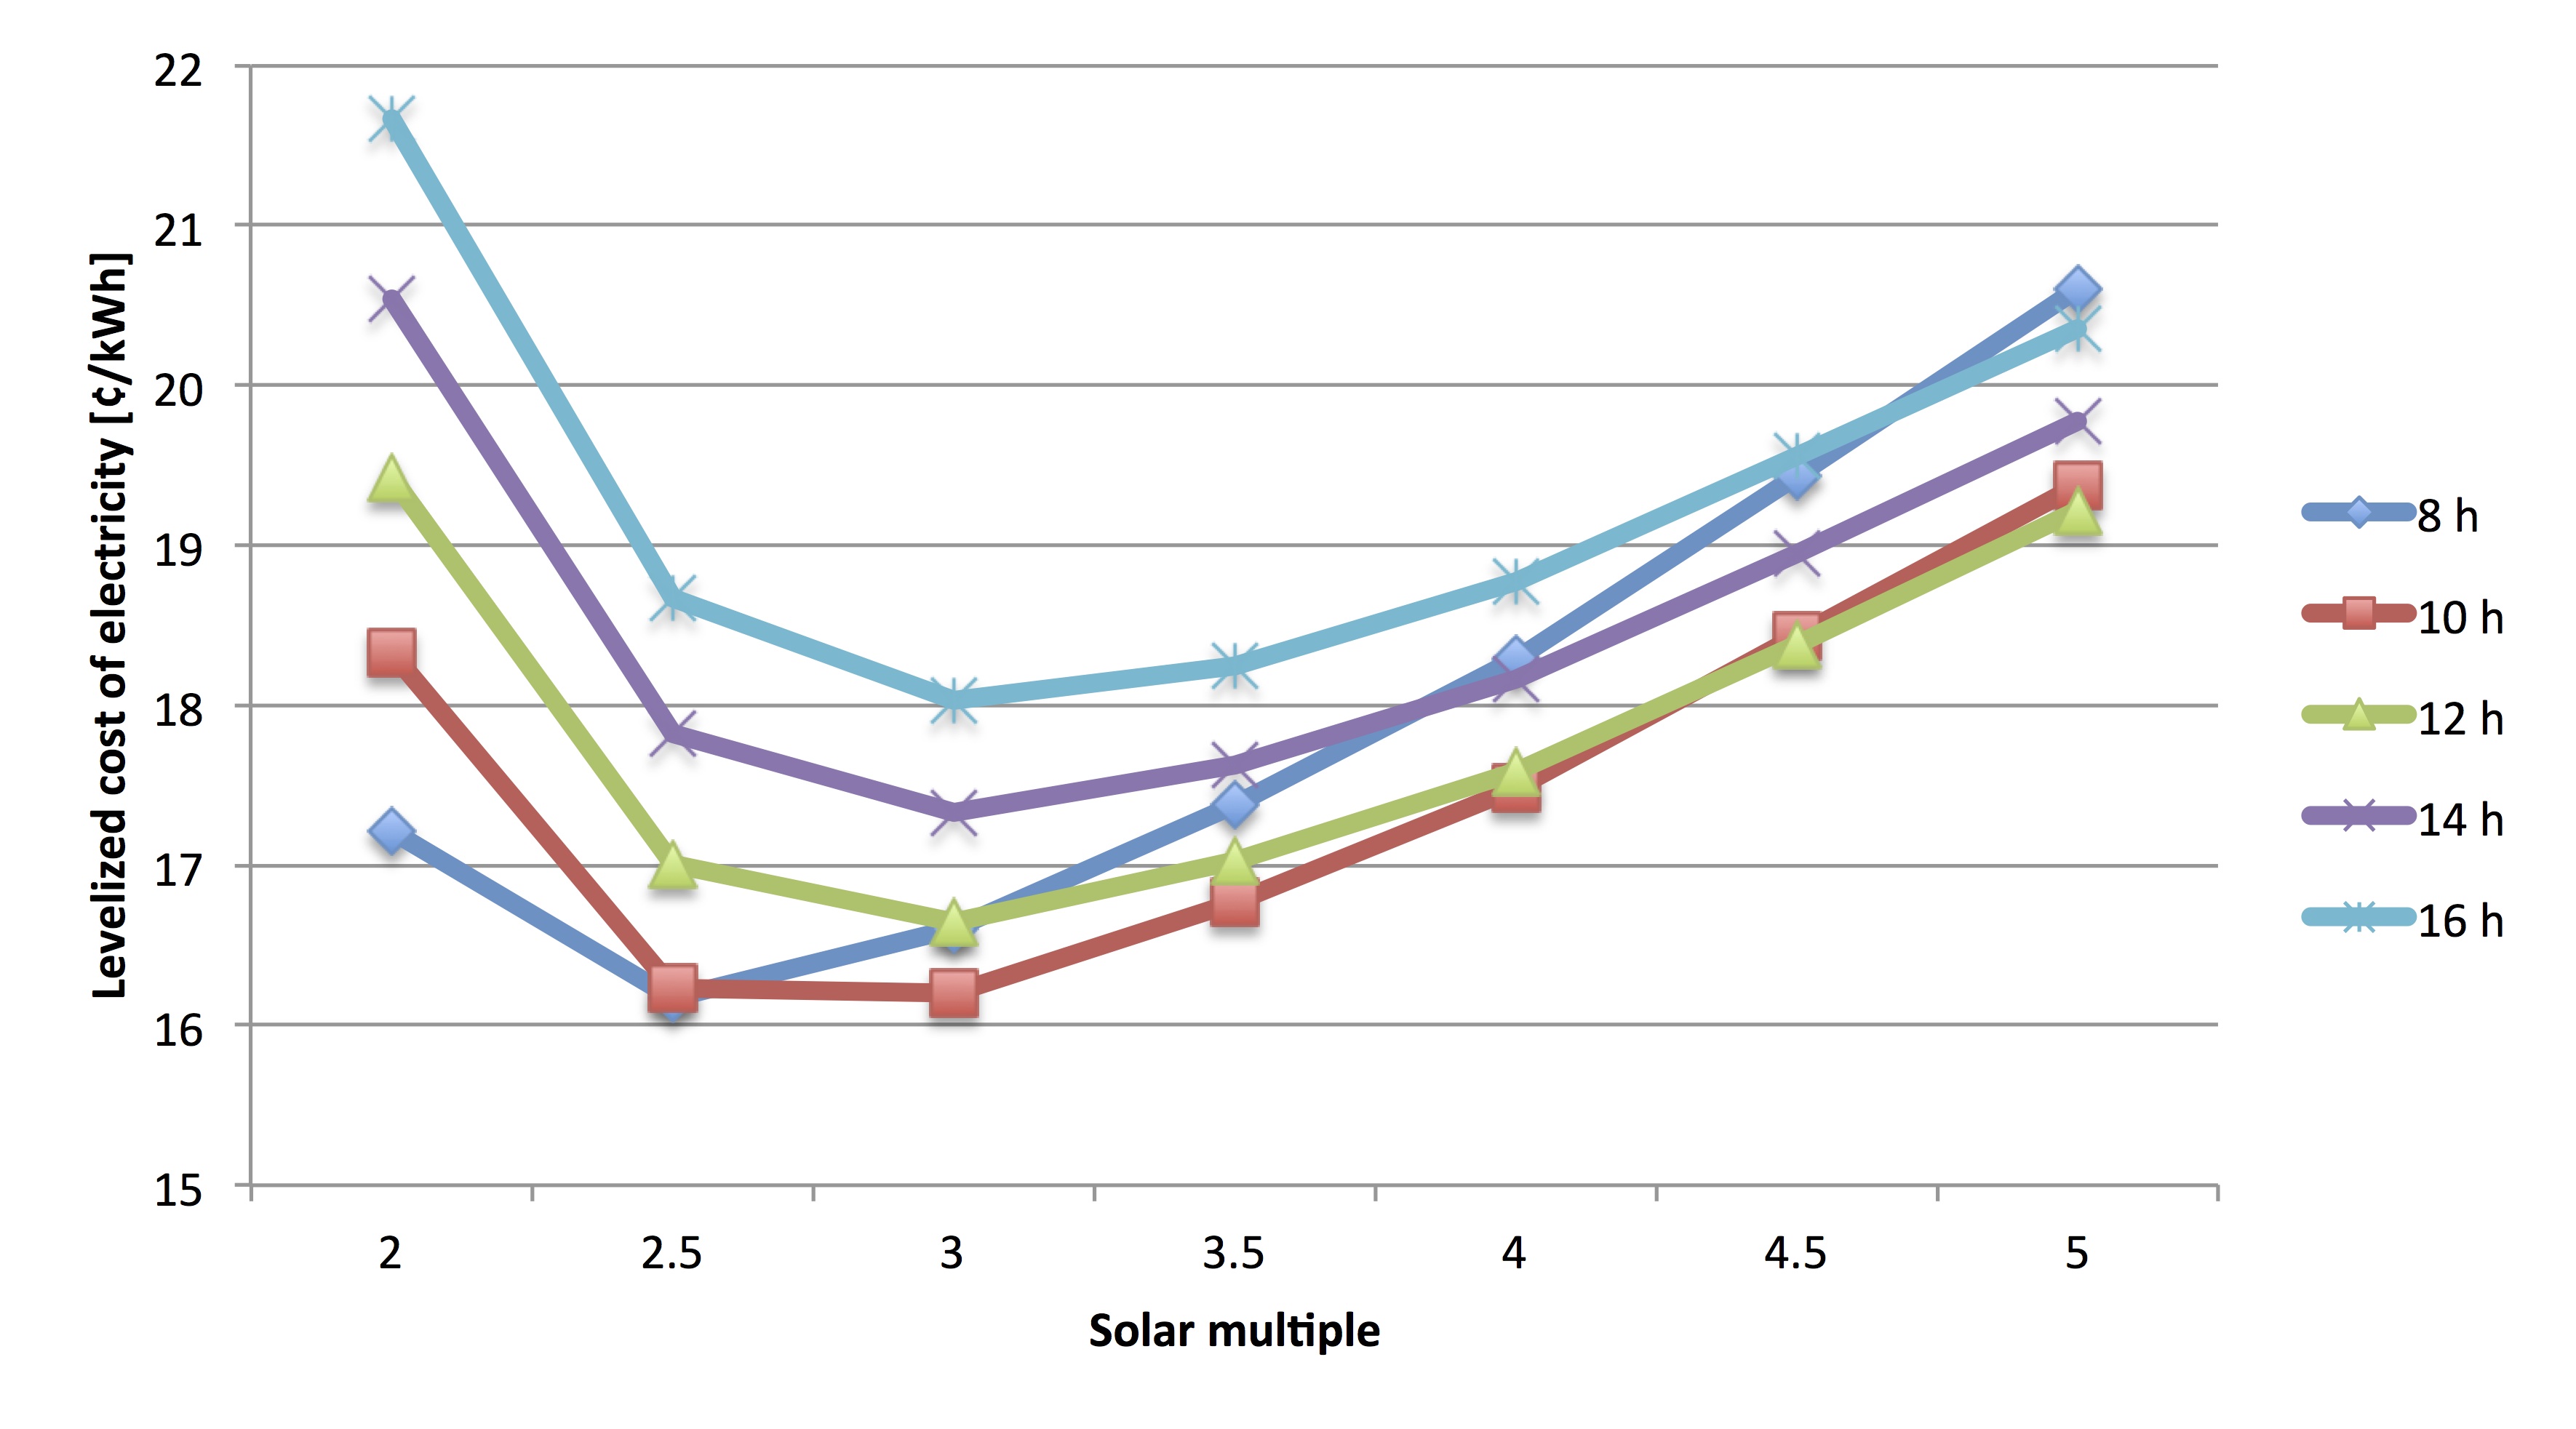 22
21
20
19
18
17
16
15
Levelized cost of electricity [¢/kWh]
2 2.5 3 3.5 4 4.5 5
Solar multiple
8 h
10 h
12 h
14 h
16 h